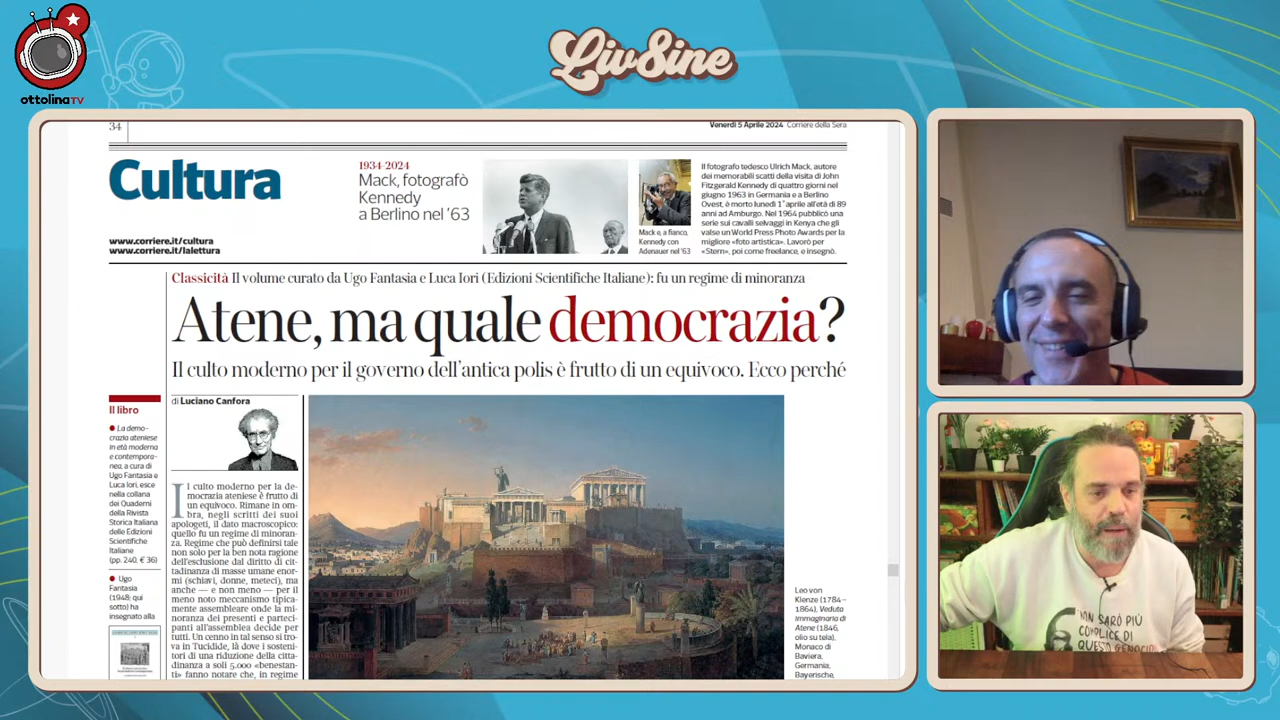 ottolinaTV
Liv8ine
34
Venerdì 5 Aprile 2024 Corriere della Sera
Cultura
www.corriere.it/cultura
www.corriere.it/lalettura
1934-2024
Mack, fotografò
Kennedy
a Berlino nel '63
Mack e, a fianco,
Kennedy con
Adenauer nel '63
Il fotografo tedesco Ulrich Mack, autore
dei memorabili scatti della visita di John
Fitzgerald Kennedy di quattro giorni nel
giugno 1963 in Germania e a Berlino
Ovest, è morto lunedì 1° aprile all'età di 89
anni ad Amburgo. Nel 1964 pubblicò una
serie sui cavalli selvaggi in Kenya che gli
valse un World Press Photo Awards per la
migliore «foto artistica». Lavorò per
«Stern», poi come freelance, e insegnò.
Classicità Il volume curato da Ugo Fantasia e Luca Iori (Edizioni Scientifiche Italiane): fu un regime di minoranza
Atene, ma quale democrazia?
Il culto moderno per il governo dell'antica polis è frutto di un equivoco. Ecco perché
Il libro
● La demo-
crazia ateniese
in età moderna
e contempora-
nea, a cura di
Ugo Fantasia e
Luca Iori, esce
nella collana
dei Quaderni
della Rivista
Storica Italiana
delle Edizioni
Scientifiche
Italiane
(pp. 240, € 36)
● Ugo
Fantasia
(1948; qui
sotto) ha
insegnato alla
di Luciano Canfora
Il culto moderno per la de-
mocrazia ateniese è frutto di
un equivoco. Rimane in om-
bra, negli scritti dei suoi
apologeti, il dato macroscopico:
quello fu un regime di minoran-
za. Regime che può definirsi tale
non solo per la ben nota ragione
dell'esclusione dal diritto di cit-
tadinanza di masse umane enor-
mi (schiavi, donne, meteci), ma
anche — e non meno — per il
meno noto meccanismo tipica-
mente assembleare onde la mi-
noranza dei presenti e parteci-
panti all'assemblea decide per
tutti. Un cenno in tal senso si tro-
va in Tucidide, là dove i sosteni-
tori di una riduzione della citta-
dinanza a soli 5.000 «benestan-
ti» fanno notare che, in regime
Leo von
Klenze (1784–
1864), Veduta
immaginaria di
Atene (1846,
olio su tela),
Monaco di
Baviera,
Germania,
Bayerische,
NON SARÒ PIÙ
COMPLICE DI
QUESTO GENOCIDIO